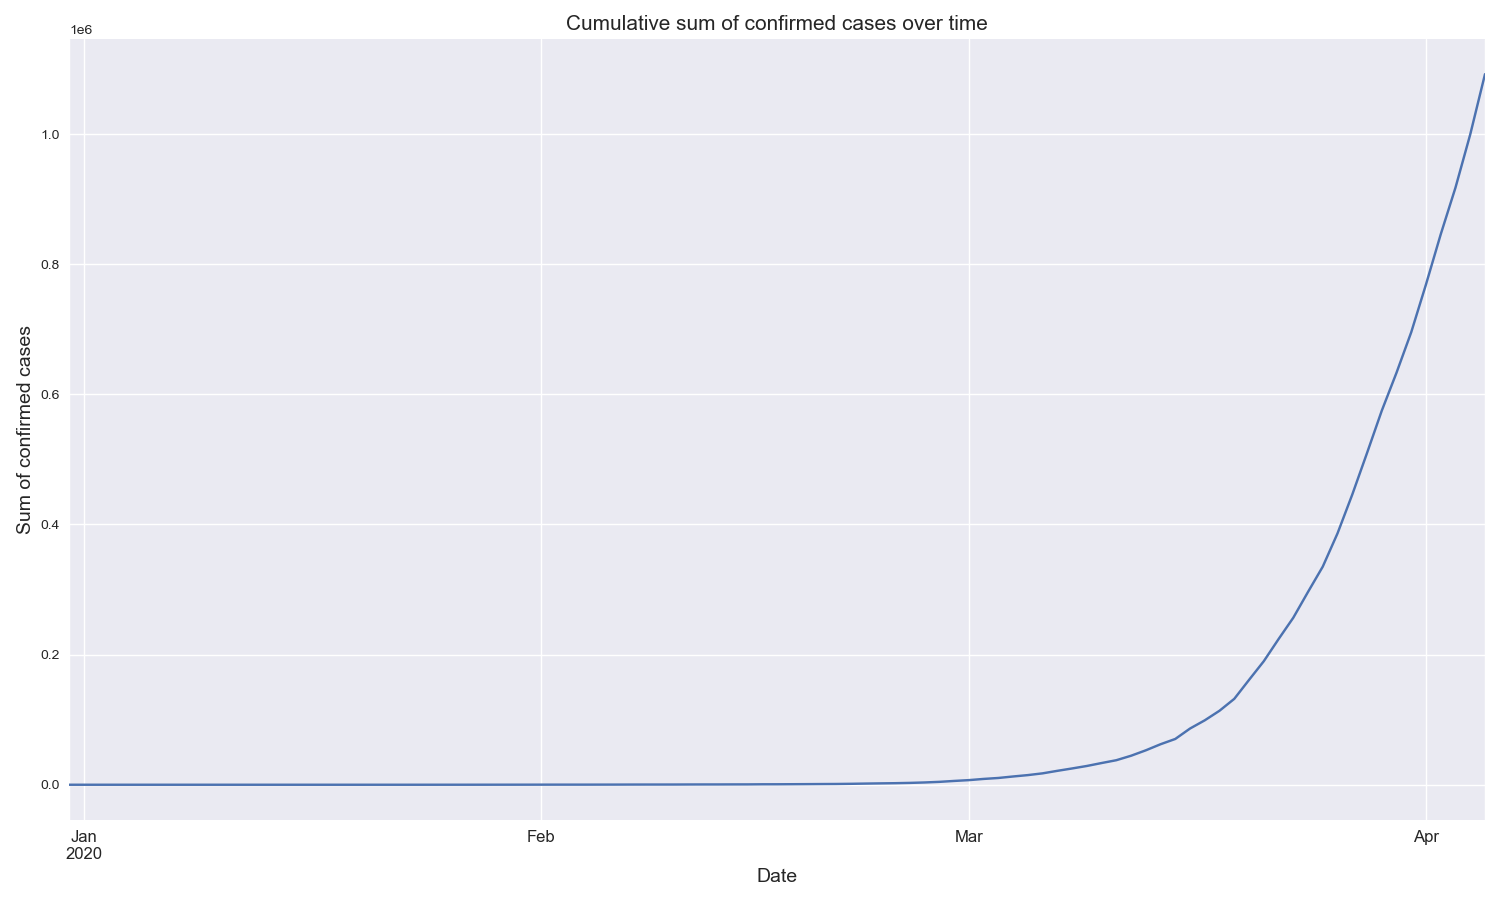 Cumulative sum of confirmed cases over time
1e6
1.0
0.8
0.6
0.4
0.2
0.0
Sum of confirmed cases
Jan Feb Mar Apr
2020
Date